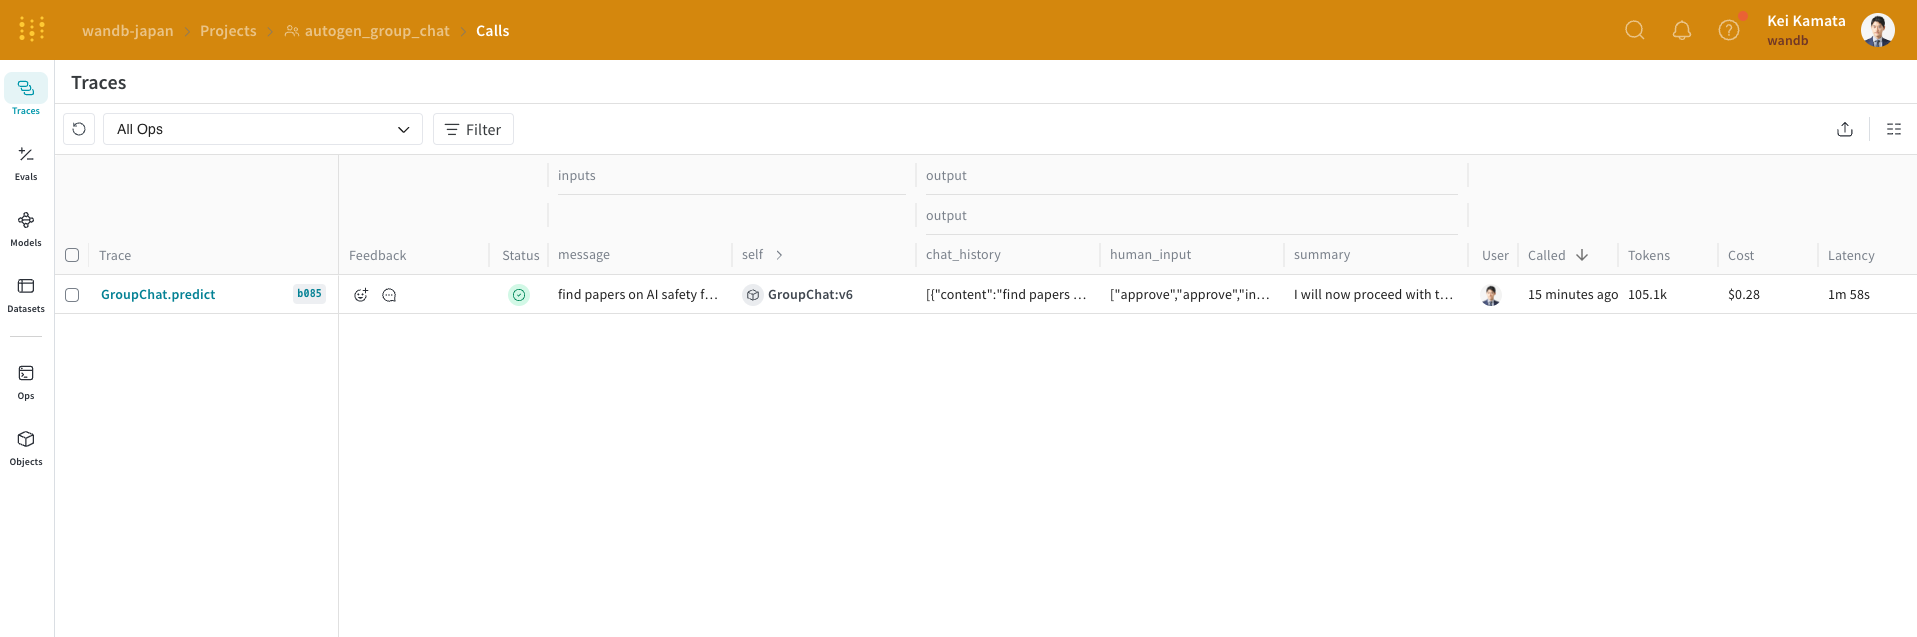 wandb-japan > Projects > autogen_group_chat > Calls
Kei Kamata
wandb
Traces
Traces
All Ops
Filter
Evals
Models
Datasets
Ops
Objects
inputs
output
output
Trace
Feedback
Status
message
self >
chat_history
human_input
summary
User
Called
Tokens
Cost
Latency
GroupChat.predict
b085
find papers on AI safety f...
GroupChat:v6
[{"content":"find papers ...
["approve","approve","in...
I will now proceed with t...
15 minutes ago
105.1k
$0.28
1m 58s